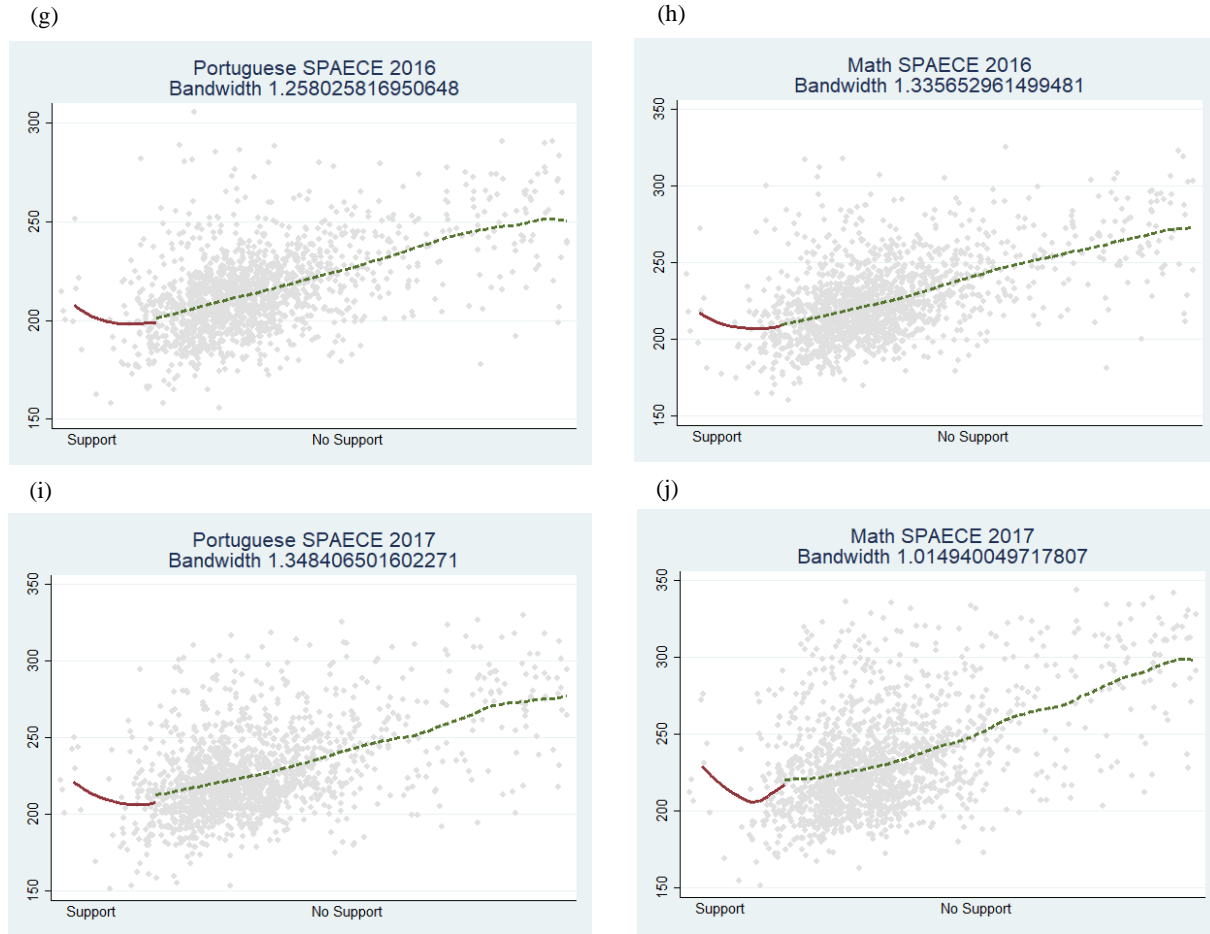 (g)
Portuguese SPAECE 2016
Bandwidth 1.258025816950648
300
250
200
150
Support No Support
(h)
Math SPAECE 2016
Bandwidth 1.335652961499481
350
300
250
200
150
Support No Support
(i)
Portuguese SPAECE 2017
Bandwidth 1.348406501602271
350
300
250
200
150
Support No Support
(j)
Math SPAECE 2017
Bandwidth 1.014940049717807
350
300
250
200
150
Support No Support